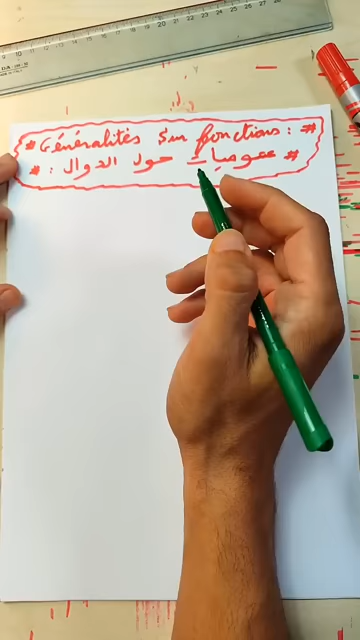 * Généralités sur fonctions : *
* عموميات حول الدوال : *